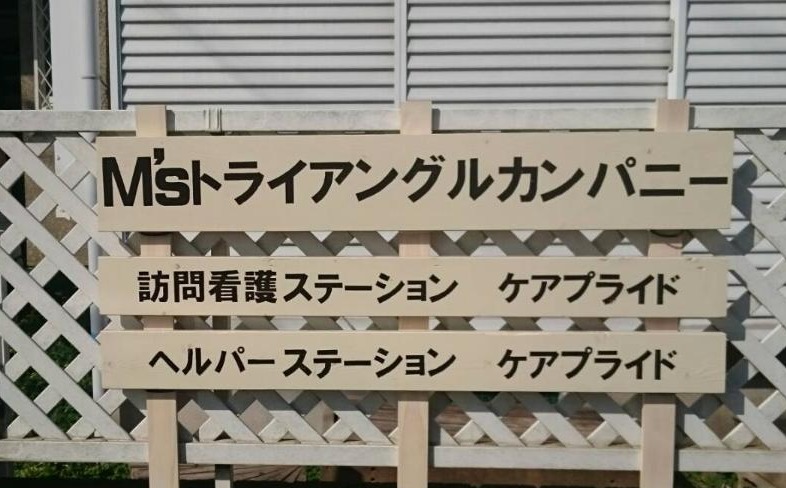 M'sトライアングルカンパニー
訪問看護ステーション　ケアプライド
ヘルパーステーション　ケアプライド